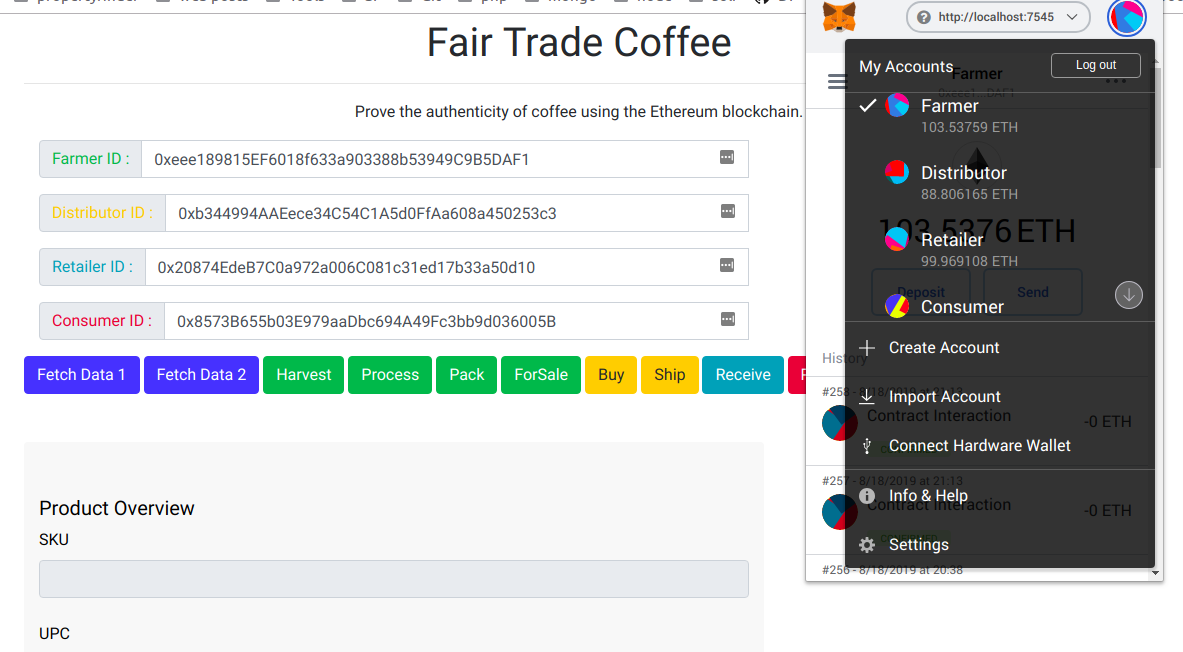 Fair Trade Coffee
Prove the authenticity of coffee using the Ethereum blockchain.
Farmer ID : 0xeee189815EF6018f633a903388b53949C9B5DAF1
Distributor ID : 0xb344994AAEece34C54C1A5d0FfAa608a450253c3
Retailer ID : 0x20874EdeB7C0a972a006C081c31ed17b33a50d10
Consumer ID : 0x8573B655b03E979aaDbc694A49Fc3bb9d036005B
Fetch Data 1 Fetch Data 2 Harvest Process Pack ForSale Buy Ship Receive
Product Overview
SKU
UPC
http://localhost:7545
My Accounts
Log out
Farmer
Farmer
103.53759 ETH
Distributor
88.806165 ETH
103.5376 ETH
Retailer
99.969108 ETH
Deposit Send
Consumer
Create Account
History
#258 - 8/18/2019 at 21:13
Import Account
Contract Interaction
-0 ETH
Connect Hardware Wallet
#257 - 8/18/2019 at 21:13
Info & Help
Contract Interaction
-0 ETH
Settings
#256 - 8/18/2019 at 20:38